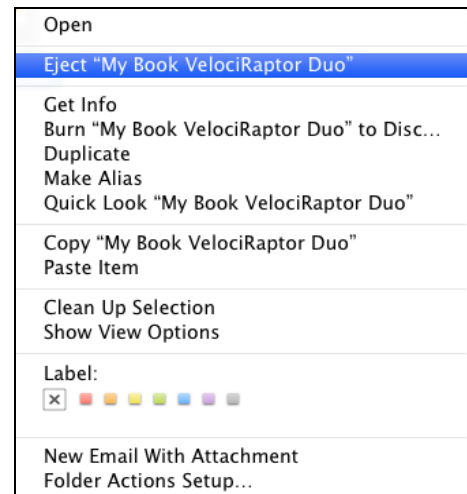 Open
Eject “My Book VelociRaptor Duo”
Get Info
Burn “My Book VelociRaptor Duo” to Disc…
Duplicate
Make Alias
Quick Look “My Book VelociRaptor Duo”
Copy “My Book VelociRaptor Duo”
Paste Item
Clean Up Selection
Show View Options
Label:
New Email With Attachment
Folder Actions Setup…